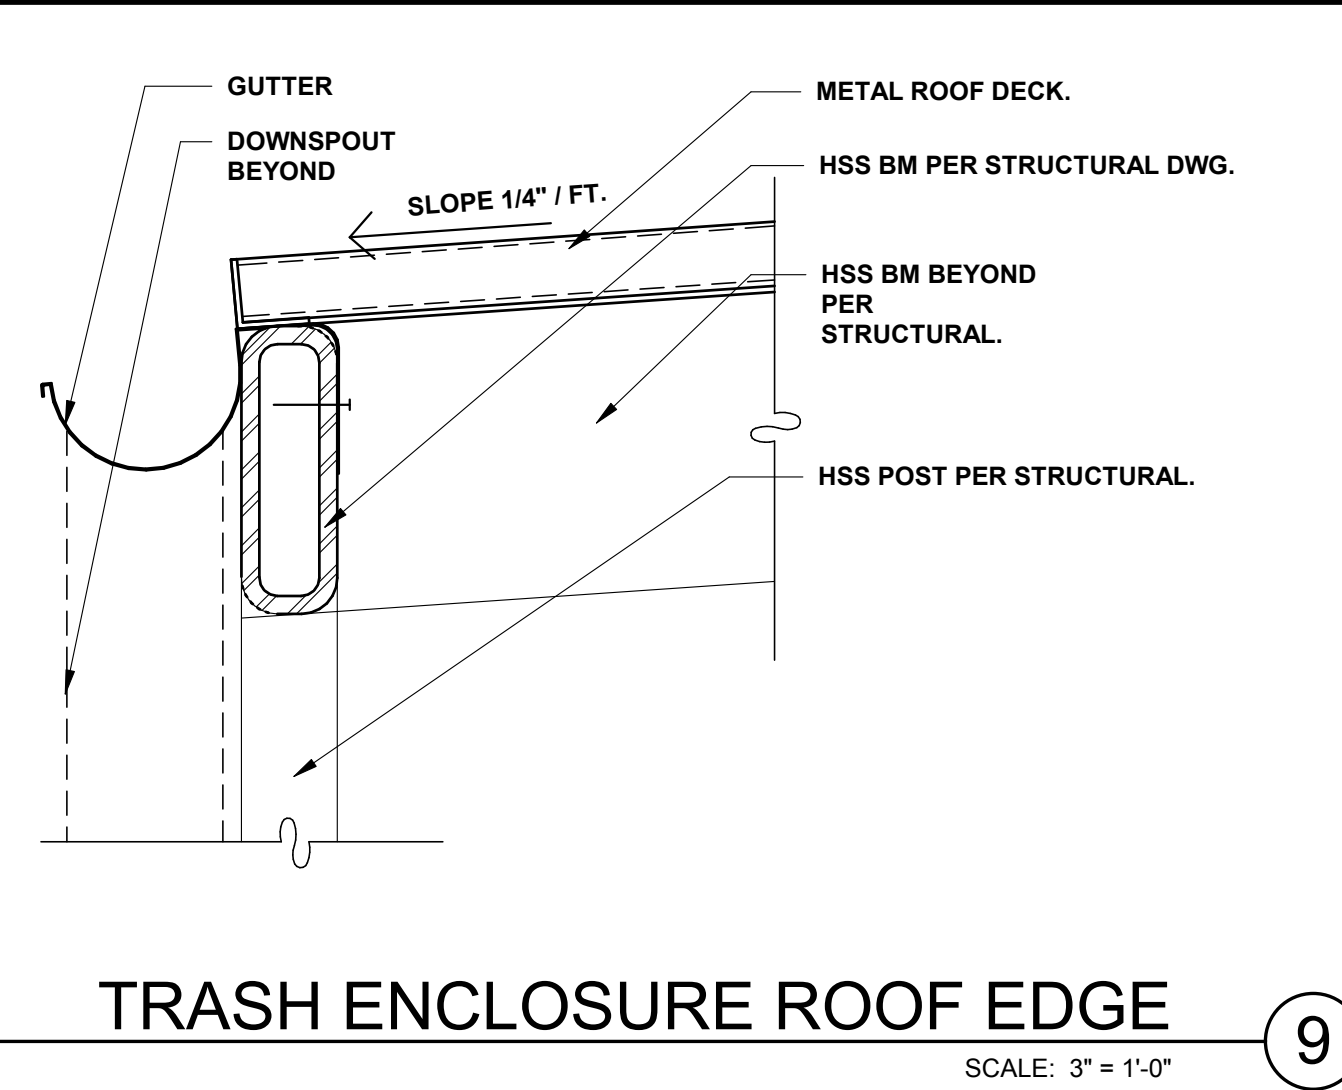 GUTTER
DOWNSPOUT
BEYOND
SLOPE 1/4" / FT.
METAL ROOF DECK.
HSS BM PER STRUCTURAL DWG.
HSS BM BEYOND
PER
STRUCTURAL.
HSS POST PER STRUCTURAL.
TRASH ENCLOSURE ROOF EDGE
9
SCALE: 3" = 1'-0"